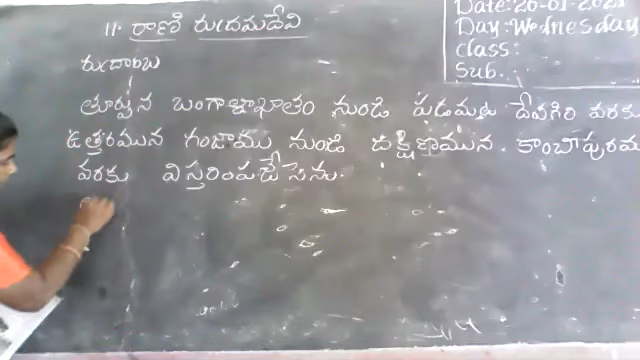 11. రాణి రుద్రమదేవి
Date: 20-01-202
Day: Wednesday
class:
Sub.
రుద్రాంబ
తూర్పున బంగాళాఖాతం నుండి పడమట దేవగిరి వరకు
ఉత్తరమున గంజాము నుండి దక్షిణమున కాంచీపురమ
వరకు విస్తరింపజేసెను.